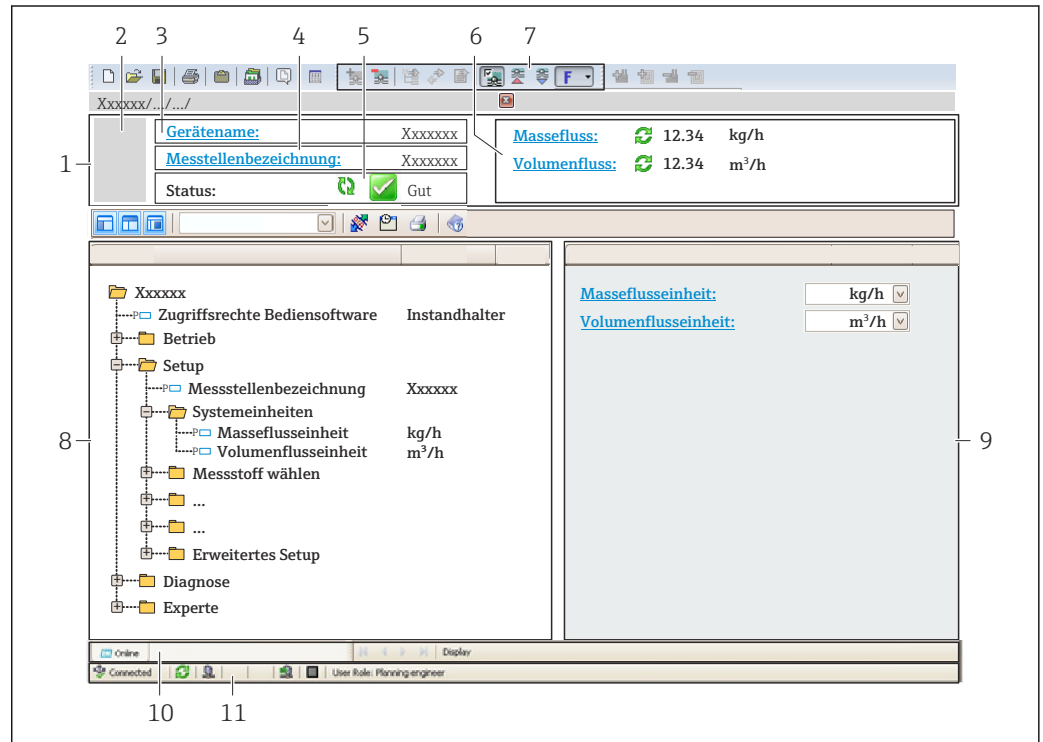 2 3 4 5 6 7
F
Xxxxxx/.../.../
1
Gerätename: Xxxxxxx
Messtellenbezeichnung: Xxxxxxx
Status: Gut
Massefluss: 12.34 kg/h
Volumenfluss: 12.34 m³/h
Xxxxxx
P Zugriffsrechte Bediensoftware Instandhalter
Betrieb
Setup
P Messstellenbezeichnung Xxxxxx
Systemeinheiten
P Masseflusseinheit kg/h
P Volumenflusseinheit m³/h
Messstoff wählen
...
...
Erweitertes Setup
Diagnose
Experte
8
Masseflusseinheit: kg/h
Volumenflusseinheit: m³/h
9
Online Display
Connected User Role: Planning engineer
10 11